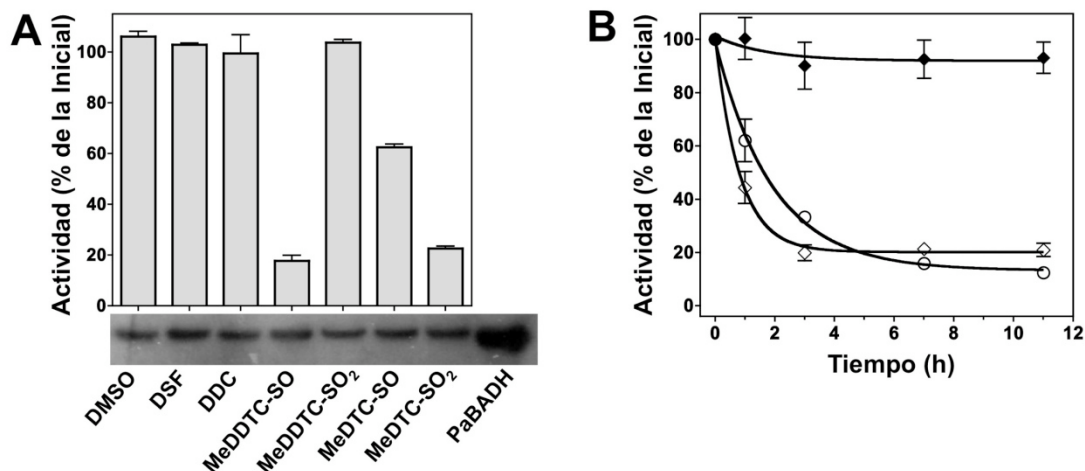 A
Actividad (% de la Inicial)
100
80
60
40
20
0
DMSO
DSF
DDC
MeDDTC-SO
MeDDTC-SO₂
MeDTC-SO
MeDTC-SO₂
PaBADH
B
Actividad (% de la Inicial)
100
80
60
40
20
0
0 2 4 6 8 10 12
Tiempo (h)